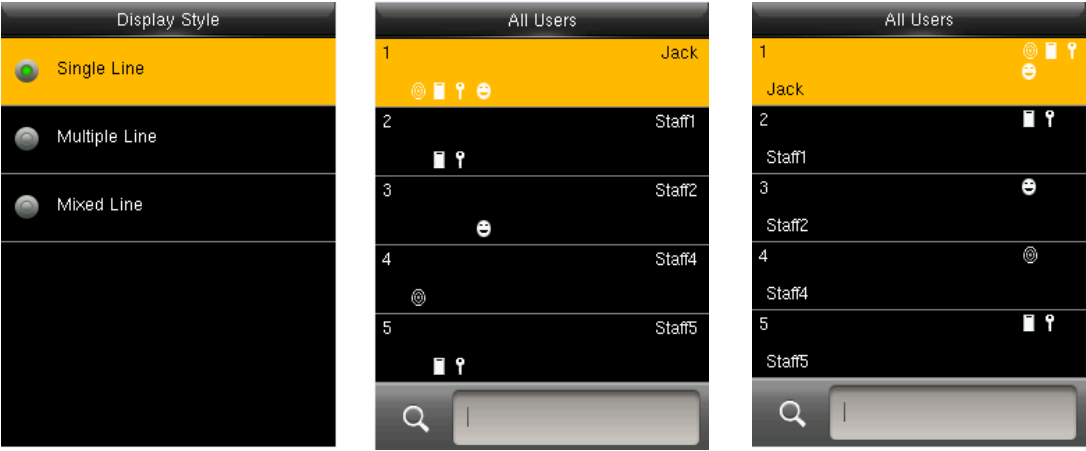 Display Style
Single Line
Multiple Line
Mixed Line
All Users
1 Jack
2 Staff1
3 Staff2
4 Staff4
5 Staff5
All Users
1
Jack
2
Staff1
3
Staff2
4
Staff4
5
Staff5